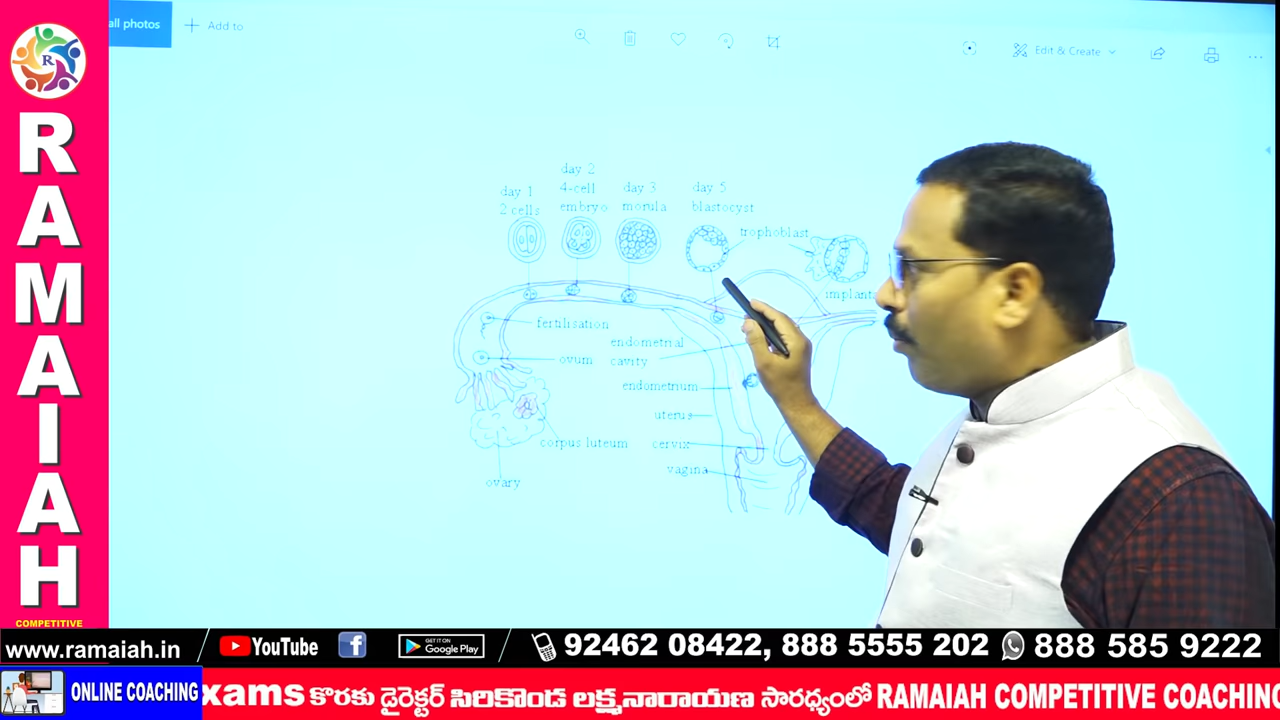 all photos
Add to
Edit & Create
R
RAMAIAH
COMPETITIVE
day 1
2 cells
day 2
4-cell
embryo
day 3
morula
day 5
blastocyst
trophoblast
fertilisation
ovum
endometrial
cavity
endometrium
uterus
corpus luteum
cervix
vagina
ovary
www.ramaiah.in
YouTube
f
GET IT ON
Google Play
92462 08422, 888 5555 202
888 585 9222
ONLINE COACHING
xams కొరకు డైరెక్టర్ సిరికొండ లక్ష్మనారాయణ సారధ్యంలో RAMAIAH COMPETITIVE COACHING